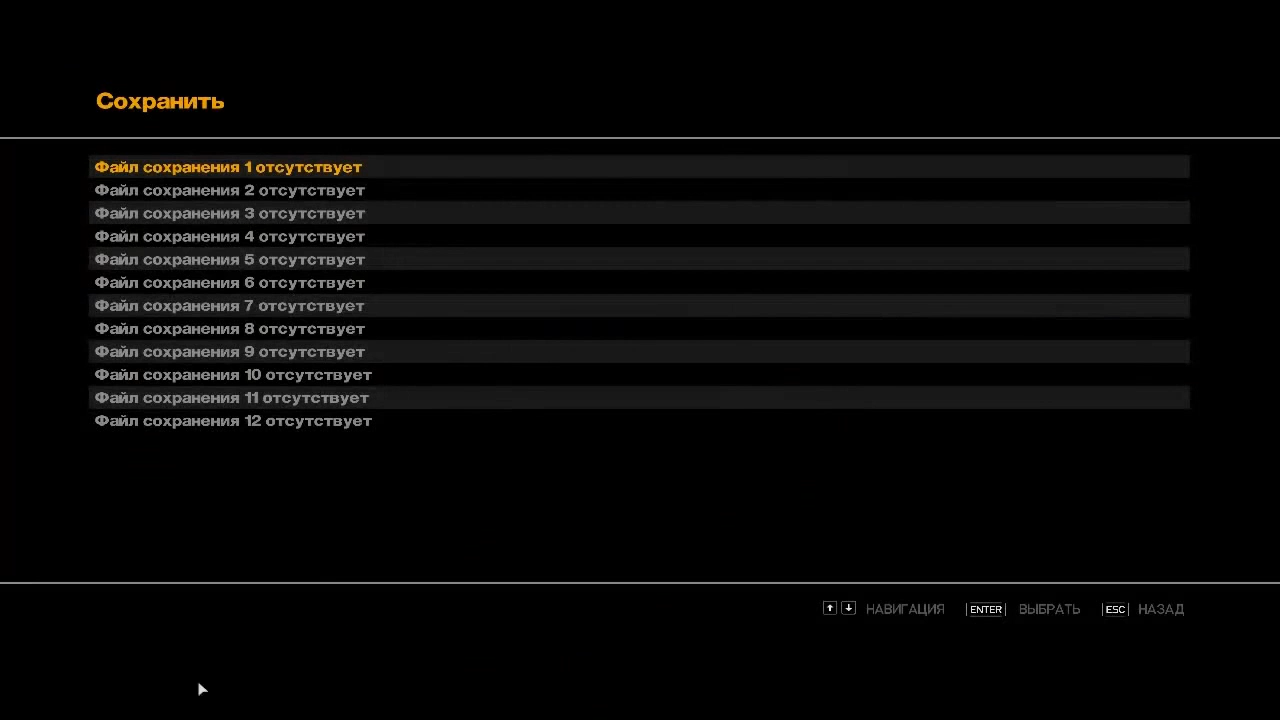 Сохранить
Файл сохранения 1 отсутствует
Файл сохранения 2 отсутствует
Файл сохранения 3 отсутствует
Файл сохранения 4 отсутствует
Файл сохранения 5 отсутствует
Файл сохранения 6 отсутствует
Файл сохранения 7 отсутствует
Файл сохранения 8 отсутствует
Файл сохранения 9 отсутствует
Файл сохранения 10 отсутствует
Файл сохранения 11 отсутствует
Файл сохранения 12 отсутствует
НАВИГАЦИЯ ENTER ВЫБРАТЬ ESC НАЗАД